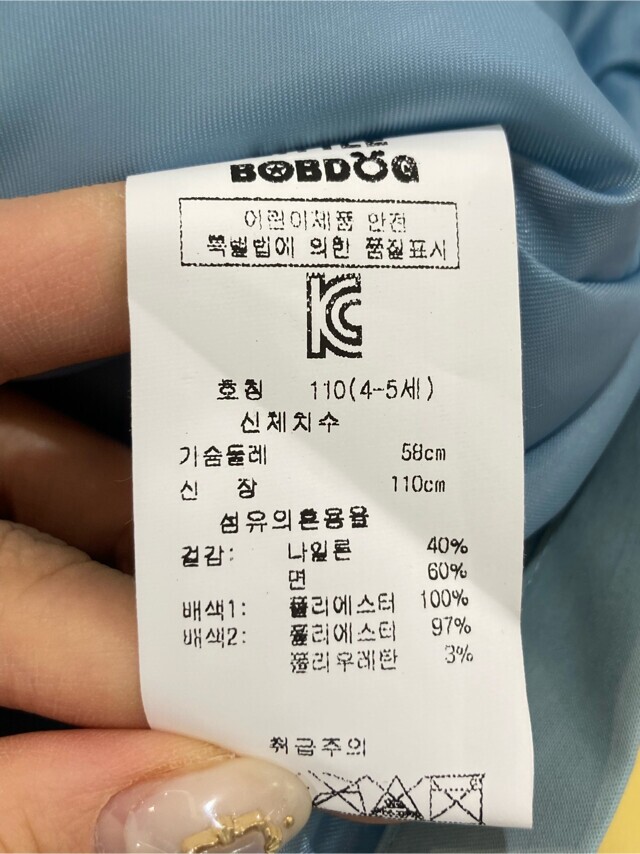 BOBDOG
어린이제품 안전
특별법에 의한 품질표시
KC
호칭 110(4-5세)
신체치수
가슴둘레 58cm
신 장 110cm
섬유의혼용율
겉감: 나일론 40%
면 60%
배색1: 폴리에스터 100%
배색2: 폴리에스터 97%
폴리우레탄 3%
취급주의